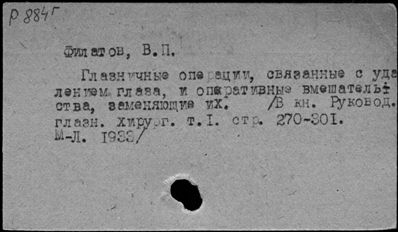 р 884г
Филатов, В.П.
Глазничные операции, связанные с уда
лением глаза, и оперативные вмешатель-
ства, заменяющие их. /В кн. Руковод.
глазн. хирург. т.I. стр. 270-301.
М-Л. 1933/